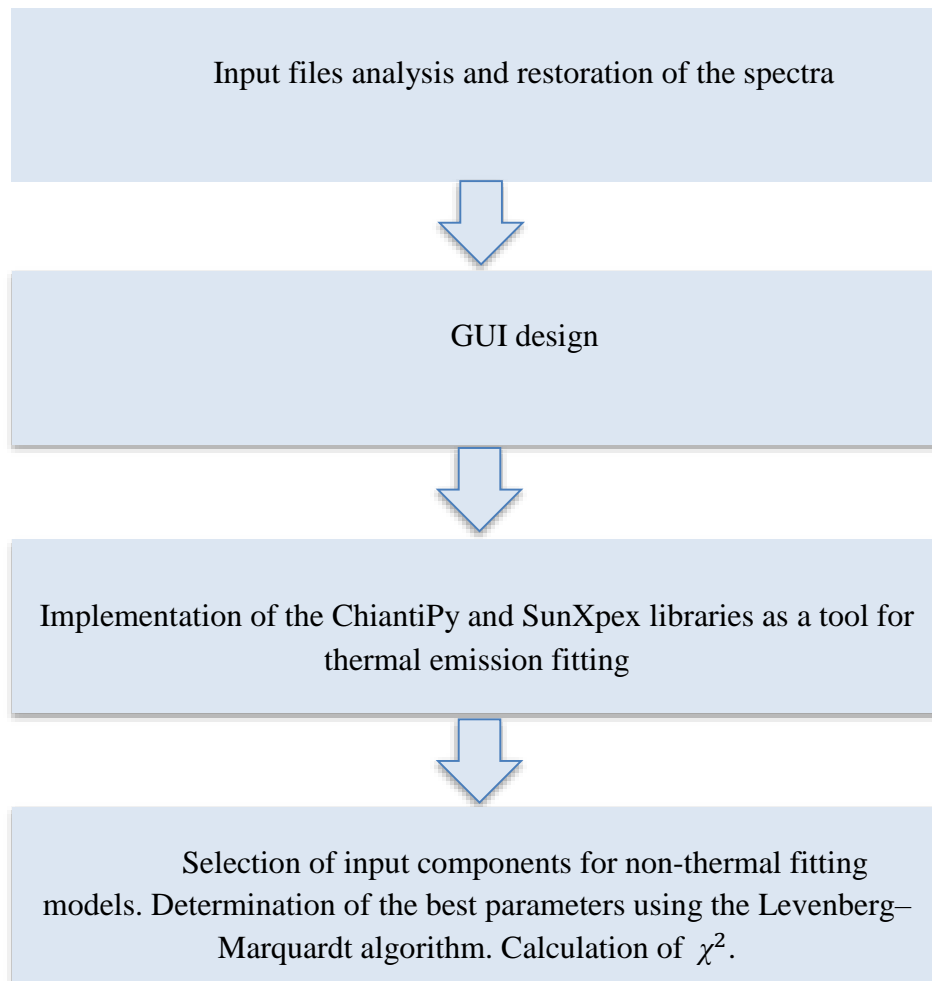 Input files analysis and restoration of the spectra
GUI design
Implementation of the ChiantiPy and SunXpex libraries as a tool for
thermal emission fitting
Selection of input components for non-thermal fitting
models. Determination of the best parameters using the Levenberg–
Marquardt algorithm. Calculation of χ².